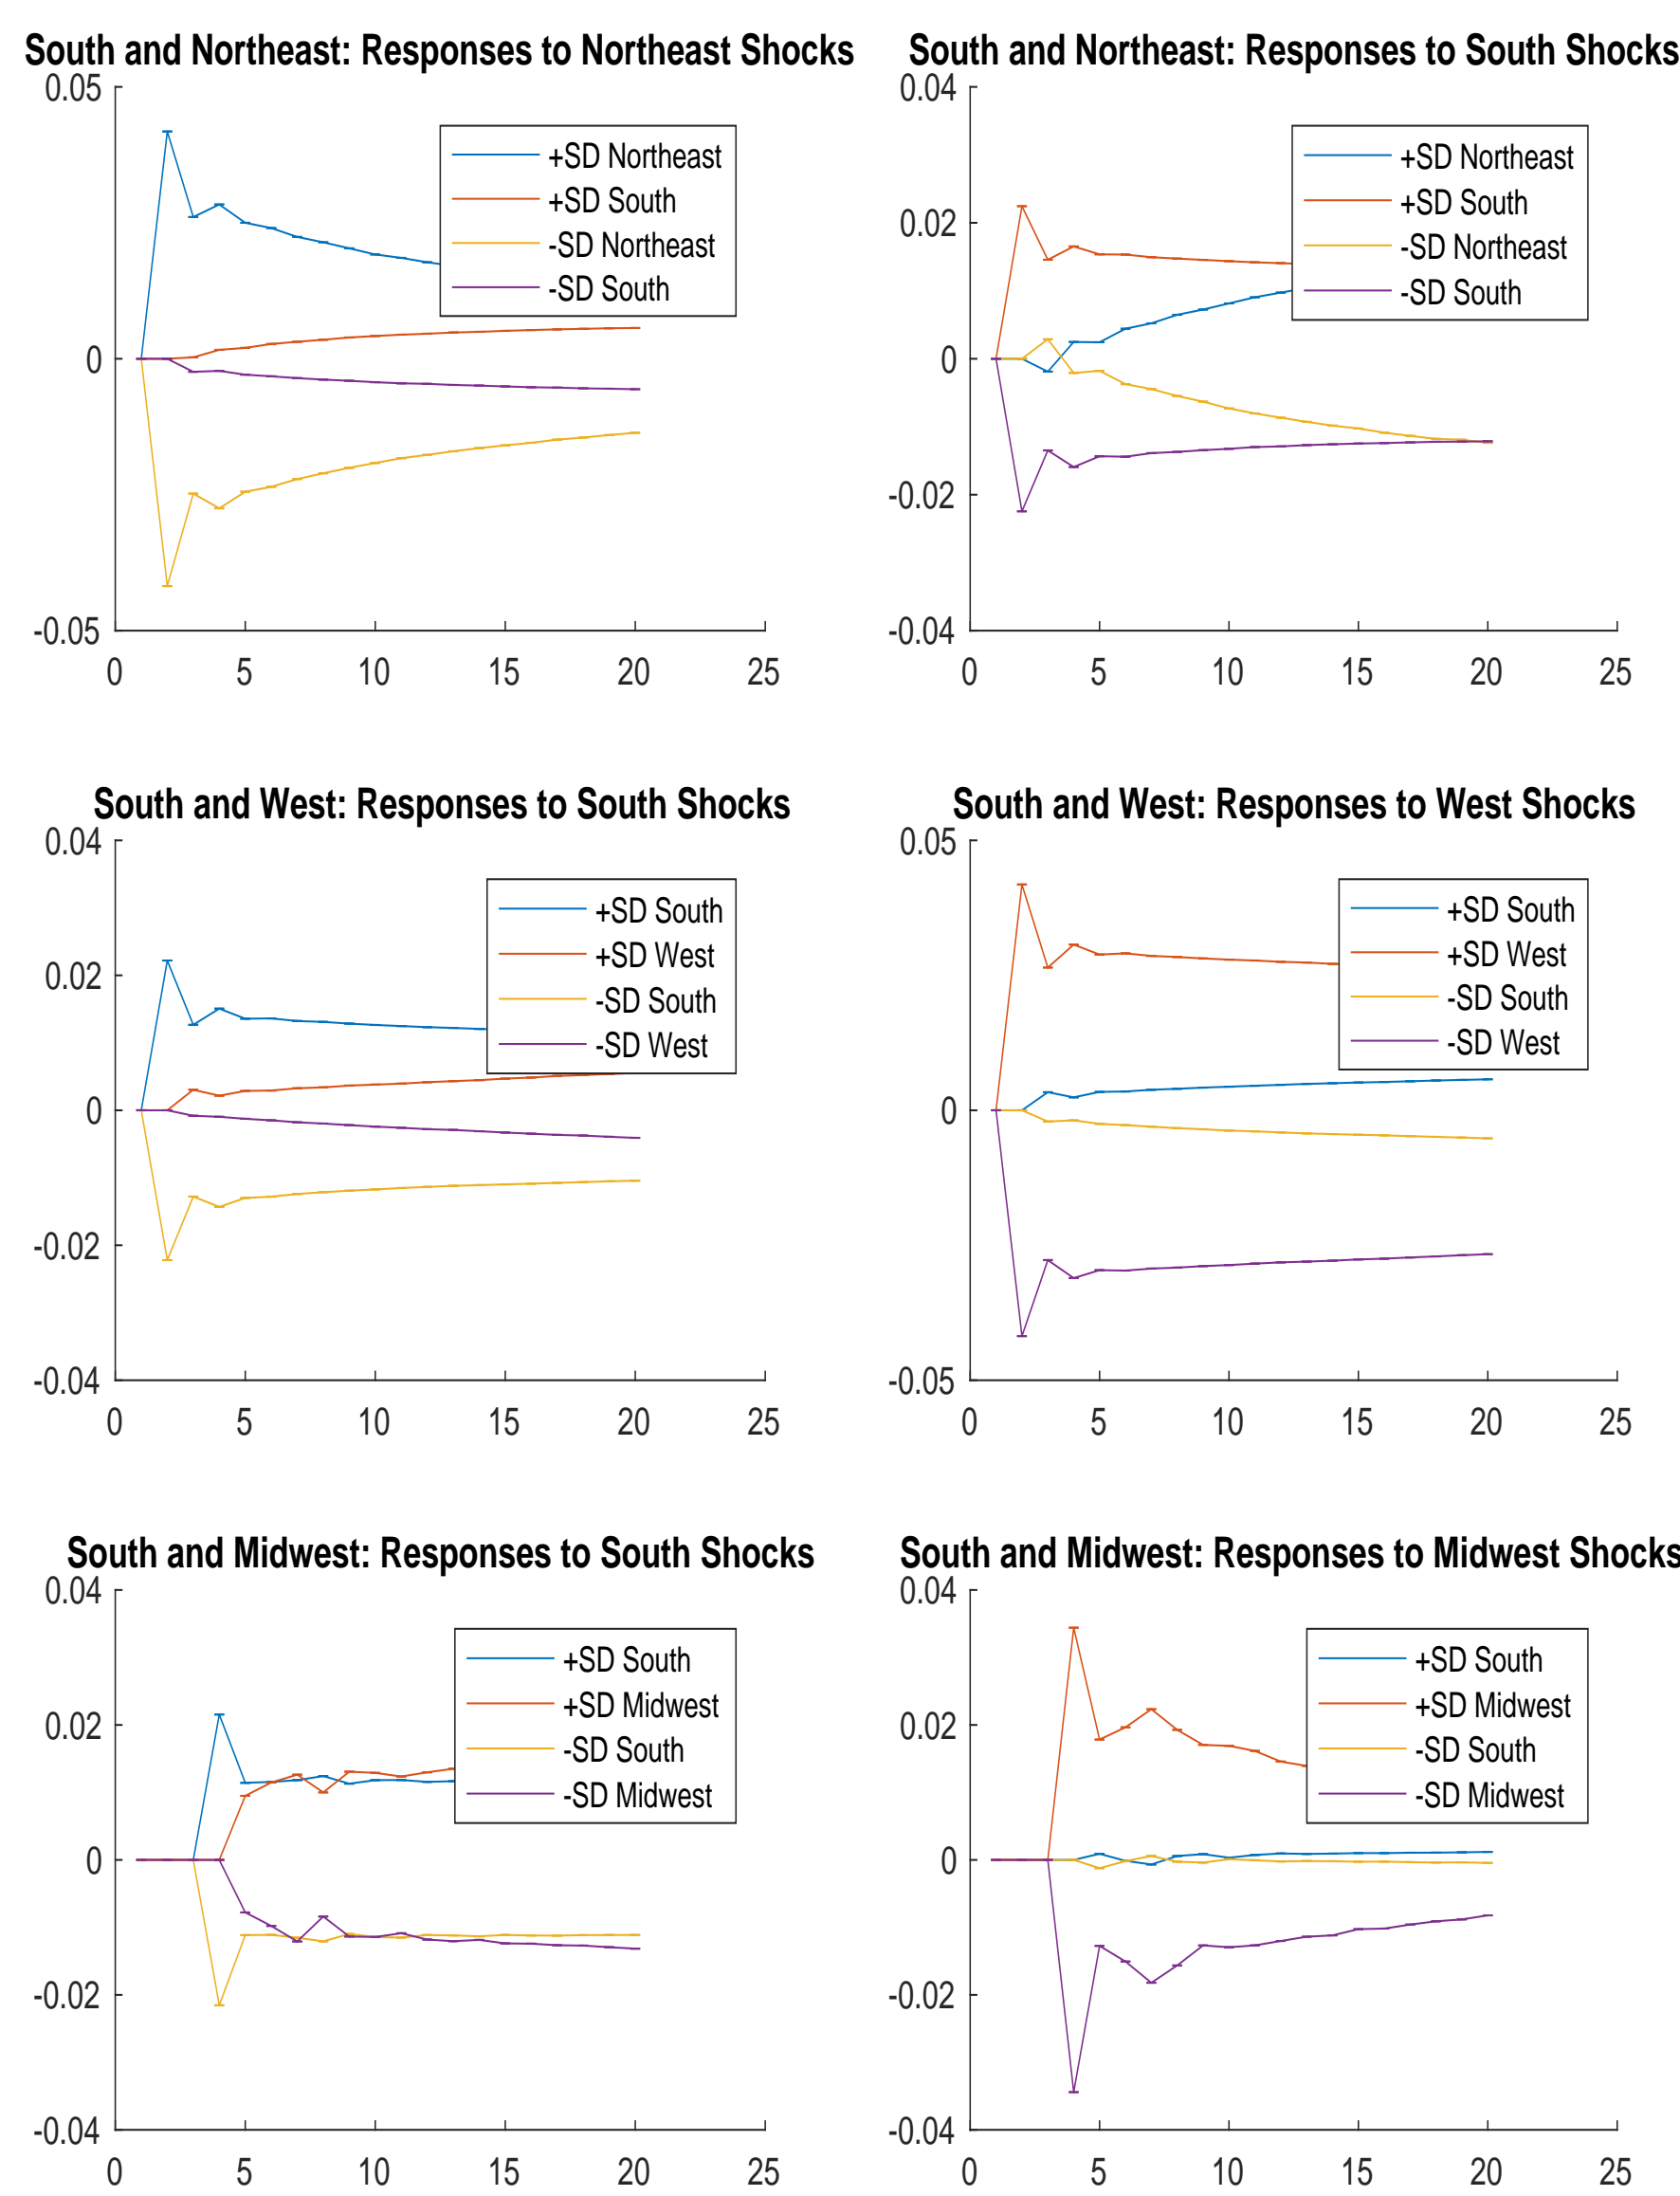 South and Northeast: Responses to Northeast Shocks
0.05
0
-0.05
0 5 10 15 20 25
+SD Northeast
+SD South
-SD Northeast
-SD South
South and Northeast: Responses to South Shocks
0.04
0.02
0
-0.02
-0.04
0 5 10 15 20 25
+SD Northeast
+SD South
-SD Northeast
-SD South
South and West: Responses to South Shocks
0.04
0.02
0
-0.02
-0.04
0 5 10 15 20 25
+SD South
+SD West
-SD South
-SD West
South and West: Responses to West Shocks
0.05
0
-0.05
0 5 10 15 20 25
+SD South
+SD West
-SD South
-SD West
South and Midwest: Responses to South Shocks
0.04
0.02
0
-0.02
-0.04
0 5 10 15 20 25
+SD South
+SD Midwest
-SD South
-SD Midwest
South and Midwest: Responses to Midwest Shocks
0.04
0.02
0
-0.02
-0.04
0 5 10 15 20 25
+SD South
+SD Midwest
-SD South
-SD Midwest